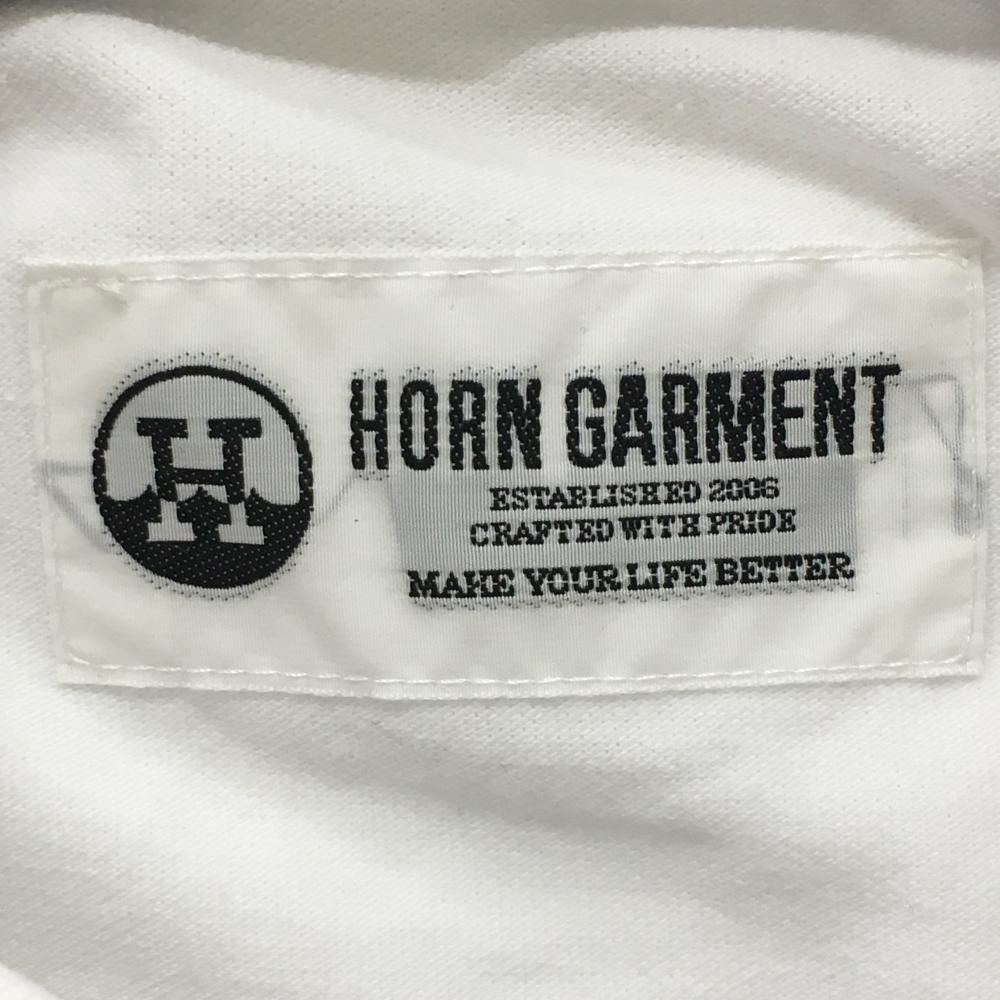 H
HORN GARMENT
ESTABLISHED 2006
CRAFTED WITH PRIDE
MAKE YOUR LIFE BETTER